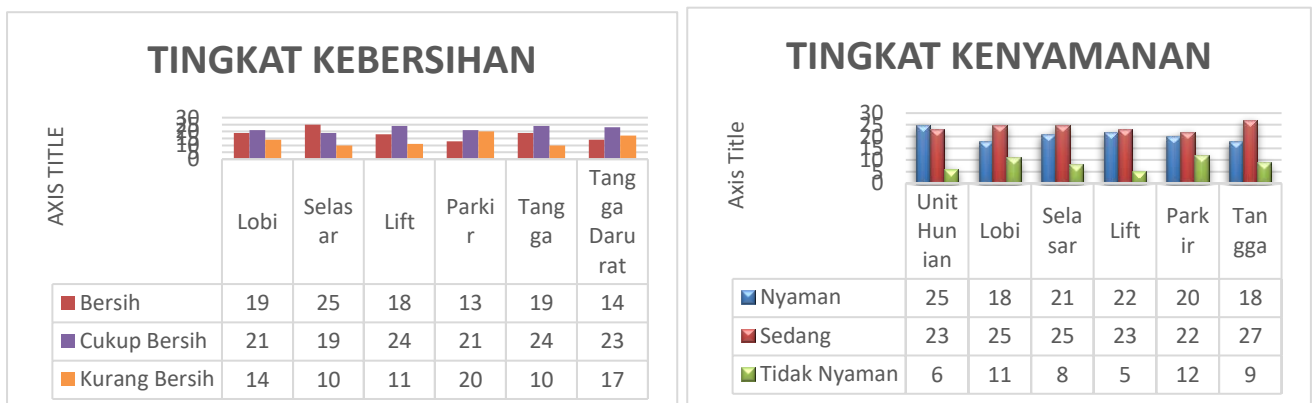 TINGKAT KEBERSIHAN
AXIS TITLE
30
25
20
15
10
5
0
Lobi
Selas
ar
Lift
Parki
r
Tang
ga
Tang
ga
Daru
rat
Bersih 19 25 18 13 19 14
Cukup Bersih 21 19 24 21 24 23
Kurang Bersih 14 10 11 20 10 17
TINGKAT KENYAMANAN
Axis Title
30
25
20
15
10
5
0
Unit
Hun
ian
Lobi
Sela
sar
Lift
Park
ir
Tan
gga
Nyaman 25 18 21 22 20 18
Sedang 23 25 25 23 22 27
Tidak Nyaman 6 11 8 5 12 9